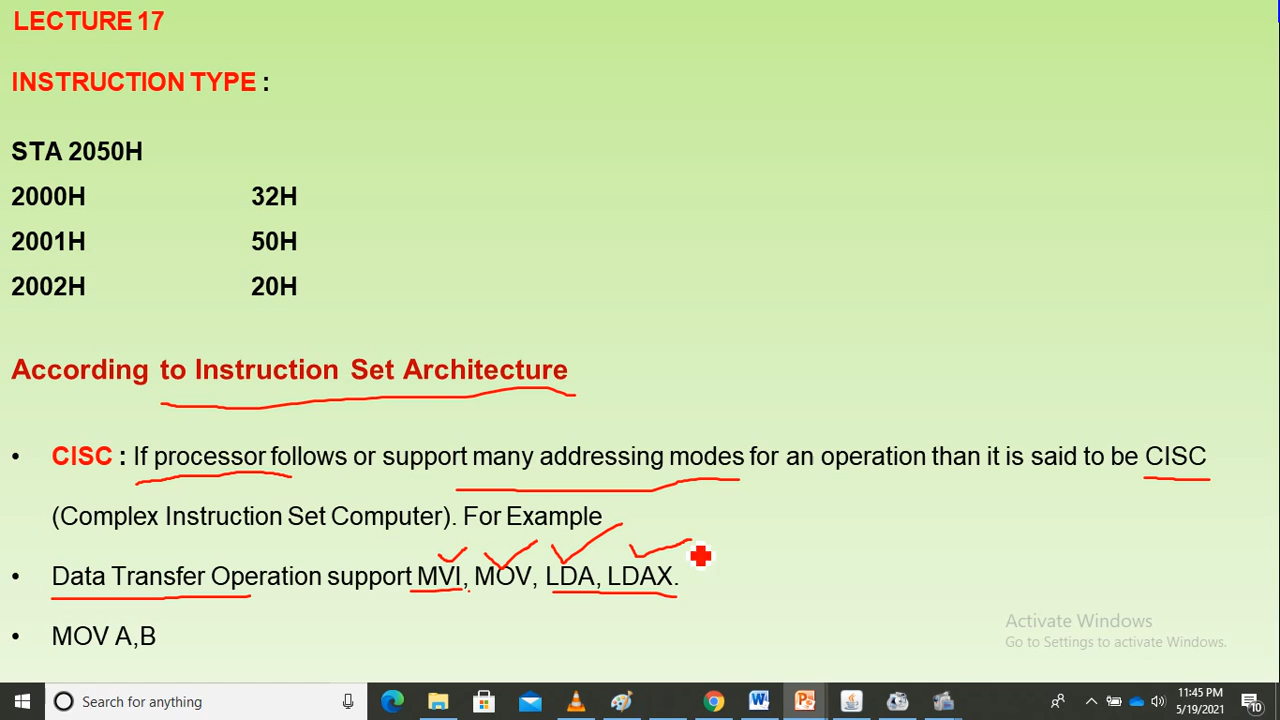 LECTURE 17
INSTRUCTION TYPE :
STA 2050H
2000H 32H
2001H 50H
2002H 20H
According to Instruction Set Architecture
• CISC : If processor follows or support many addressing modes for an operation than it is said to be CISC
(Complex Instruction Set Computer). For Example
• Data Transfer Operation support MVI, MOV, LDA, LDAX.
• MOV A,B
Activate Windows
Go to Settings to activate Windows.
Search for anything
11:45 PM
5/19/2021
10